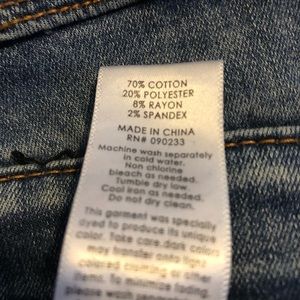 70% COTTON
20% POLYESTER
8% RAYON
2% SPANDEX
MADE IN CHINA
RN# 090233
Machine wash separately
in cold water.
Non chlorine
bleach as needed.
Tumble dry low.
Cool iron as needed.
Do not dry clean.
This garment was specially
dyed to produce its unique
color. Take care. dark colors
may transfer onto light
colored clothing or
items. To minimize fading
please wash